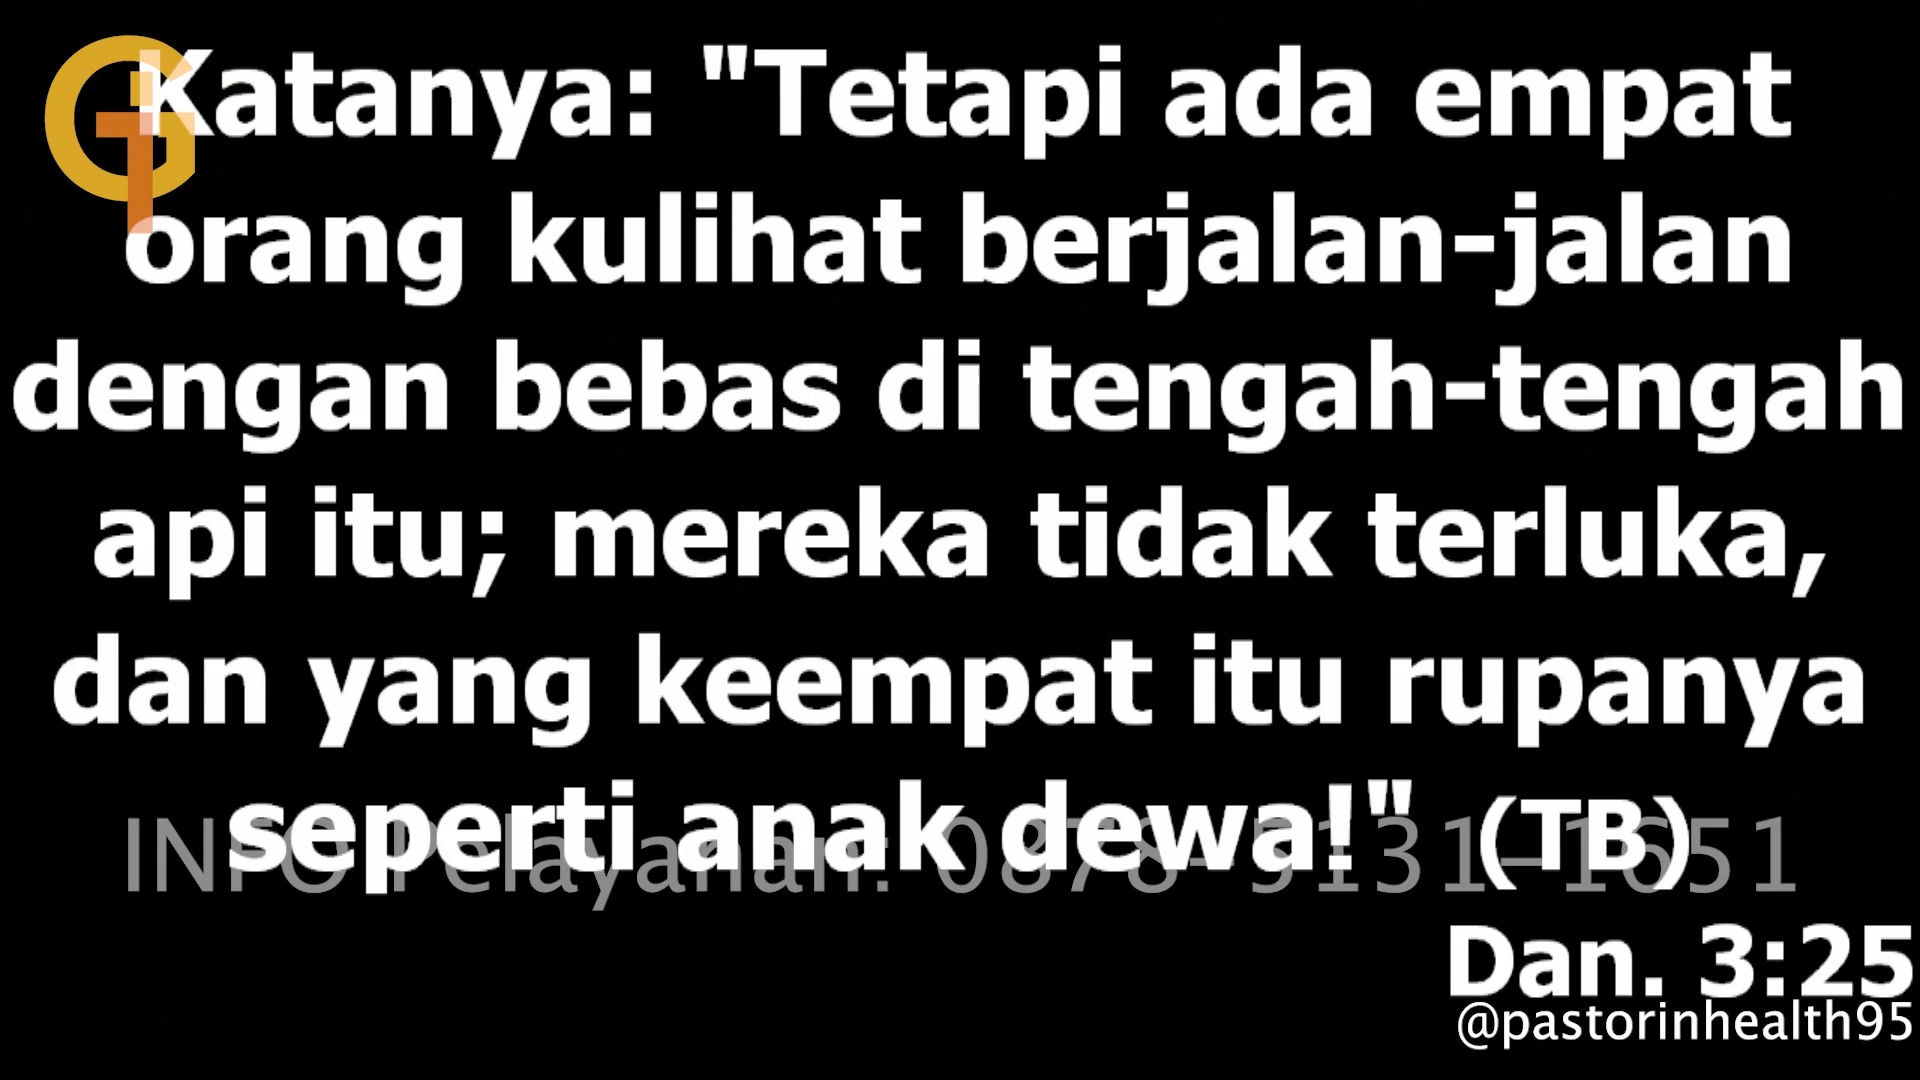 Katanya: "Tetapi ada empat
orang kulihat berjalan-jalan
dengan bebas di tengah-tengah
api itu; mereka tidak terluka,
dan yang keempat itu rupanya
seperti anak dewa!" (TB)
INFO Pelayanan: 0878-5131-1651
Dan. 3:25
@pastorinhealth95